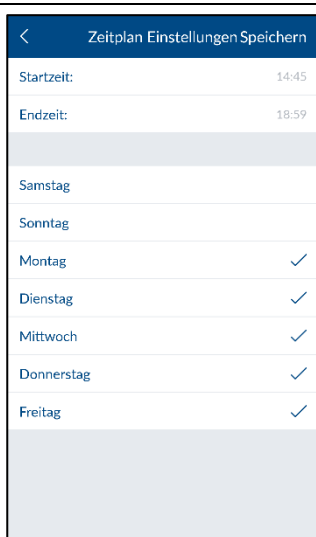 Zeitplan Einstellungen Speichern
Startzeit: 14:45
Endzeit: 18:59
Samstag
Sonntag
Montag
Dienstag
Mittwoch
Donnerstag
Freitag